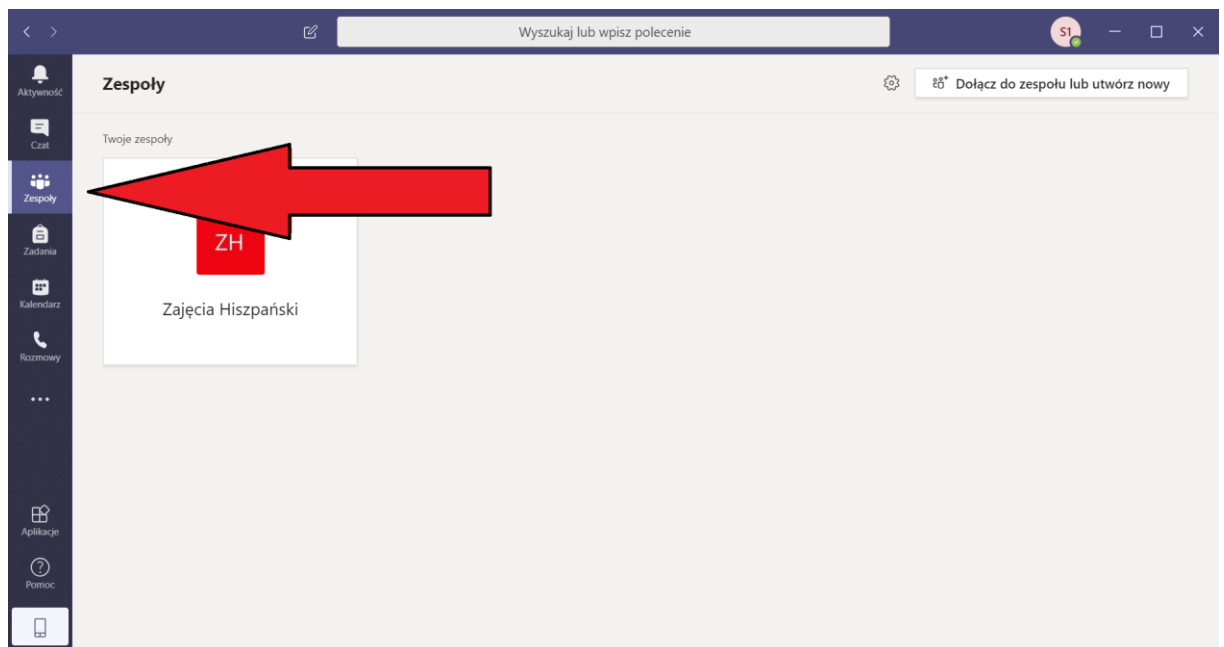 Wyszukaj lub wpisz polecenie
S1
Aktywność
Czat
Zespoły
Zadania
Kalendarz
Rozmowy
Aplikacje
Pomoc
Zespoły
Dołącz do zespołu lub utwórz nowy
Twoje zespoły
ZH
Zajęcia Hiszpański